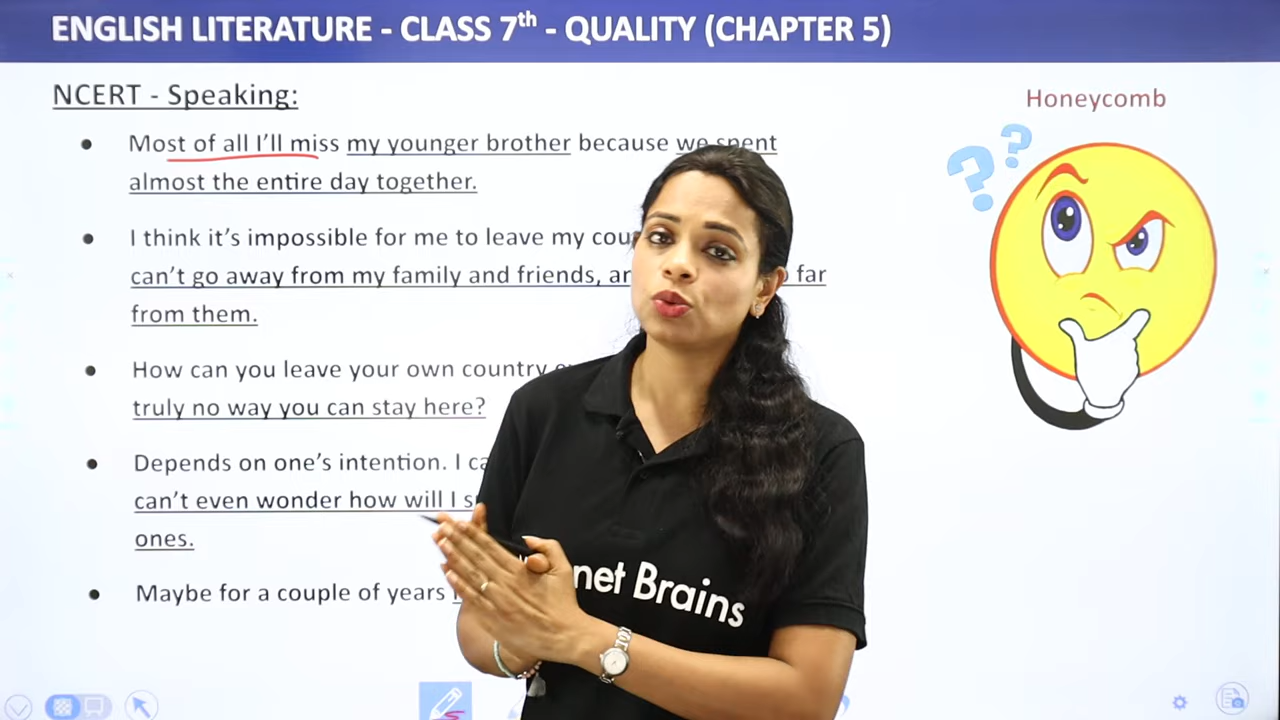 ENGLISH LITERATURE - CLASS 7th - QUALITY (CHAPTER 5)
NCERT - Speaking:
Honeycomb
• Most of all I'll miss my younger brother because we spent
almost the entire day together.
• I think it's impossible for me to leave my
can't go away from my family and friends, far
from them.
• How can you leave your own country
truly no way you can stay here?
• Depends on one's intention. I
can't even wonder how will I
ones.
• Maybe for a couple of years
net Brains